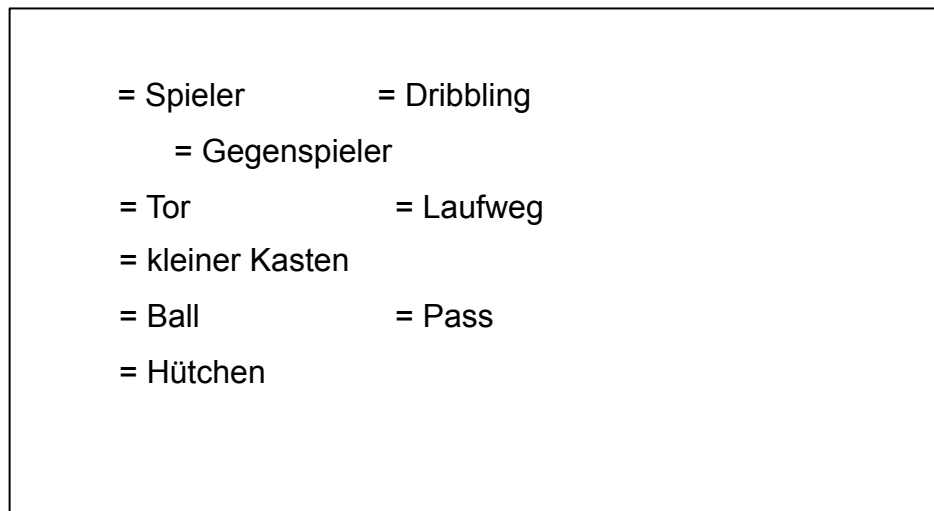 = Spieler = Dribbling
= Gegenspieler
= Tor = Laufweg
= kleiner Kasten
= Ball = Pass
= Hütchen